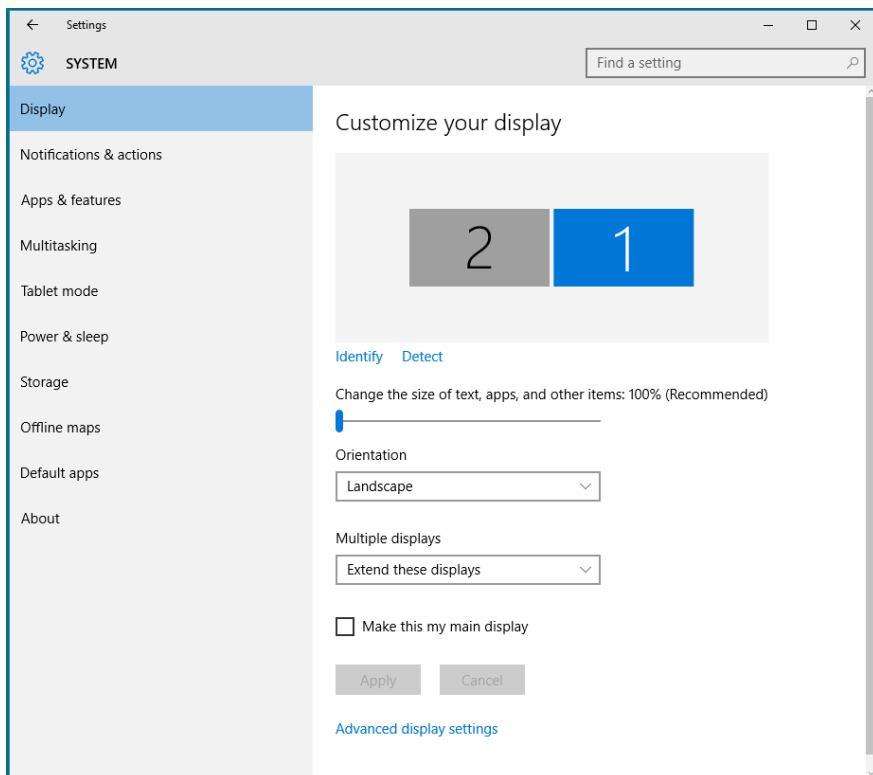 Settings
SYSTEM
Find a setting
Display
Notifications & actions
Apps & features
Multitasking
Tablet mode
Power & sleep
Storage
Offline maps
Default apps
About
Customize your display
2 1
Identify Detect
Change the size of text, apps, and other items: 100% (Recommended)
Orientation
Landscape
Multiple displays
Extend these displays
Make this my main display
Apply Cancel
Advanced display settings